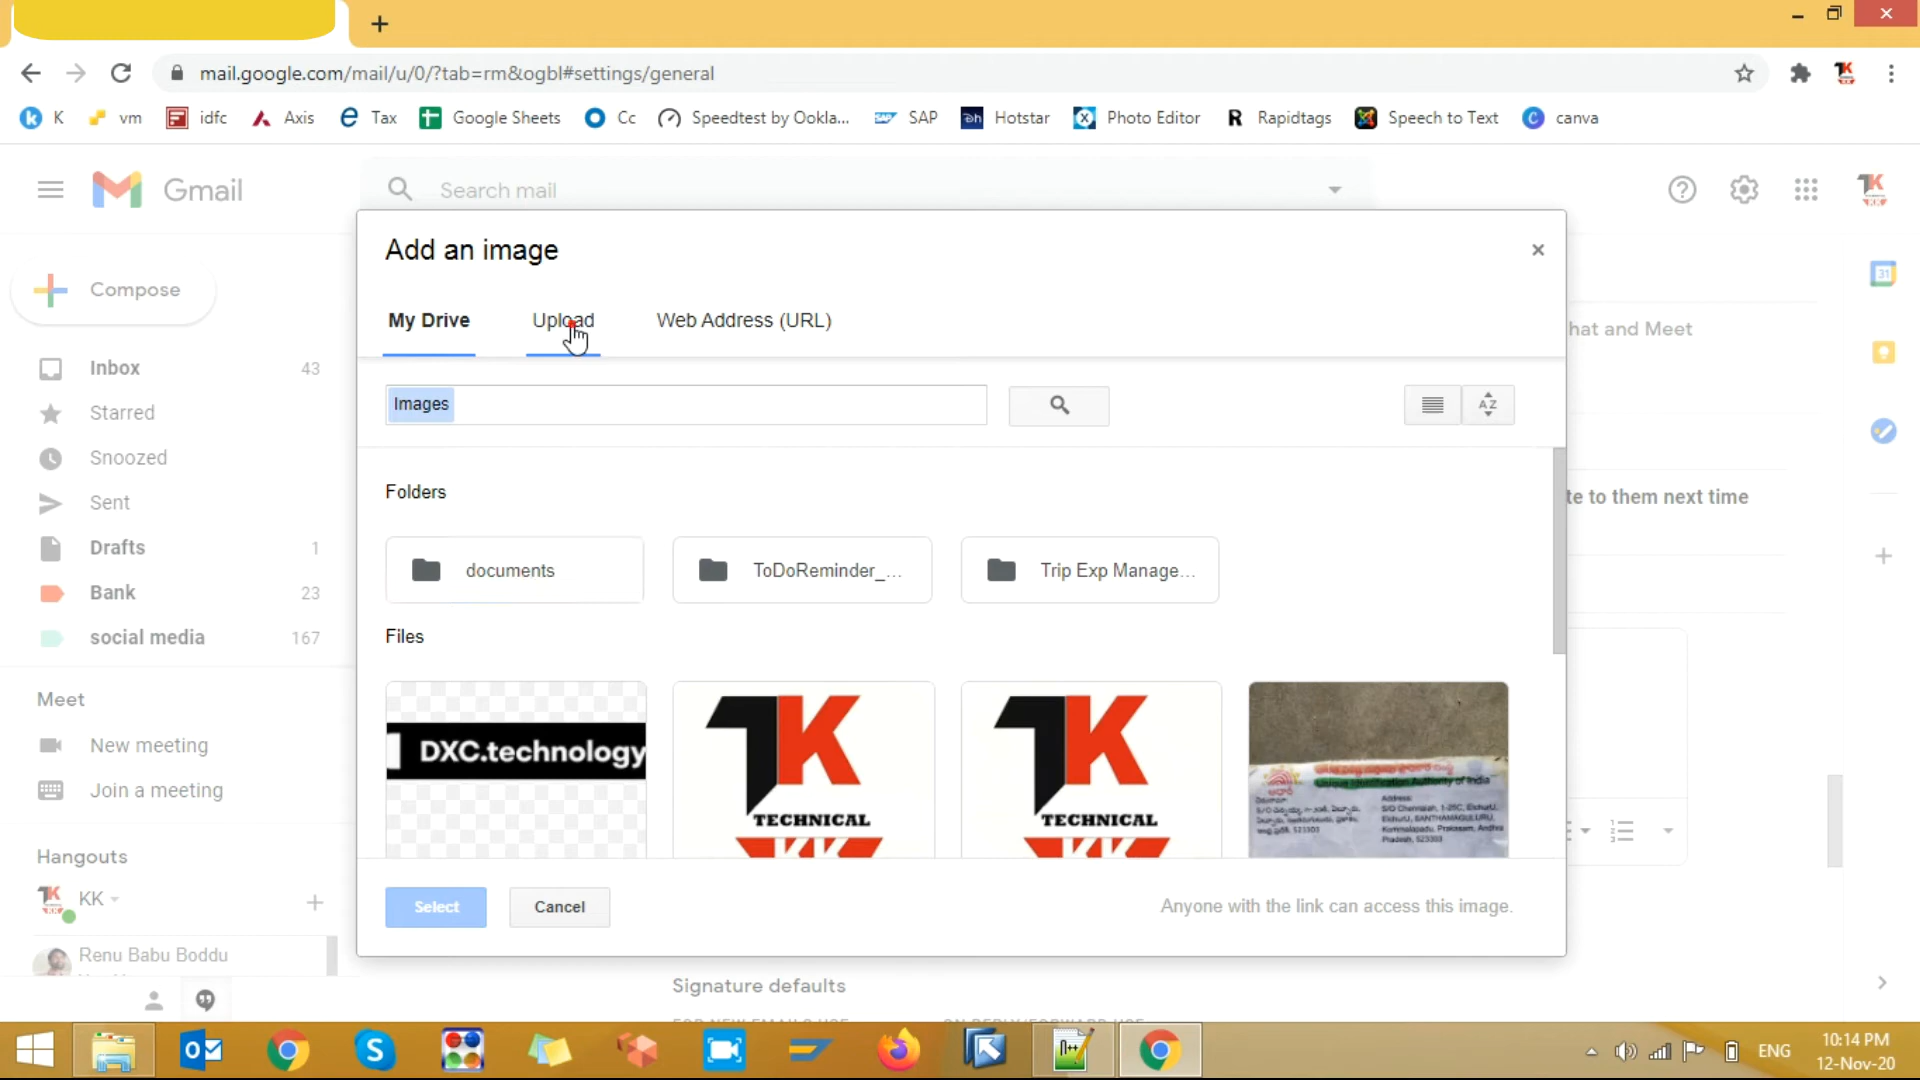 mail.google.com/mail/u/0/?tab=rm&ogbl#settings/general
K vm idfc Axis Tax Google Sheets Cc Speedtest by Ookla... SAP Hotstar Photo Editor Rapidtags Speech to Text canva
Gmail Search mail
Add an image
Compose
My Drive Upload Web Address (URL)
hat and Meet
Inbox 43
Images
Starred
Snoozed
Folders
te to them next time
Sent
Drafts 1
documents ToDoReminder_... Trip Exp Manage...
Bank 23
social media 167
Files
Meet
New meeting
DXC.technology
Join a meeting
TECHNICAL
TECHNICAL
Hangouts
KK
Select Cancel Anyone with the link can access this image.
Renu Babu Boddu
Signature defaults
10:14 PM
ENG
12-Nov-20